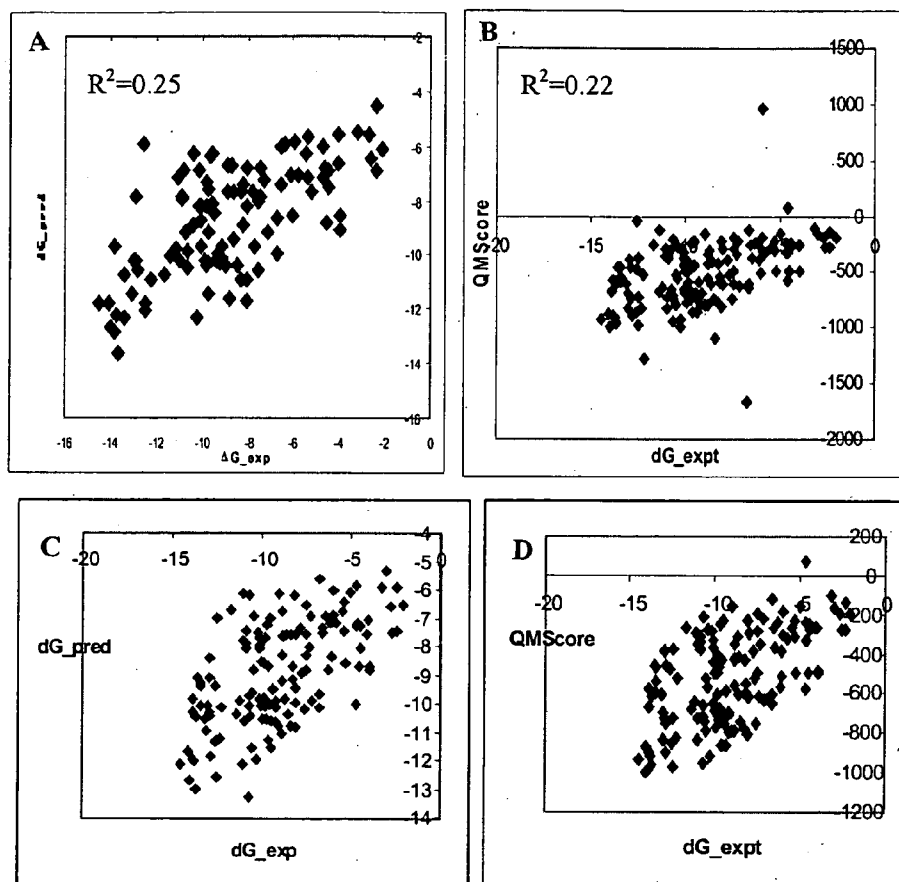 A
R²=0.25
-2
-4
-6
-8
-10
-12
-14
-16
-16 -14 -12 -10 -8 -6 -4 -2 0
ΔG_exp
B
R²=0.22
1500
1000
500
0
-500
-1000
-1500
-2000
-20 -15 -10 -5 0
QMScore
dG_expt
C
-4
-5
-6
-7
-8
-9
-10
-11
-12
-13
-14
-20 -15 -10 -5 0
dG_pred
dG_exp
D
200
0
-200
-400
-600
-800
-1000
-1200
-20 -15 -10 -5 0
QMScore
dG_expt